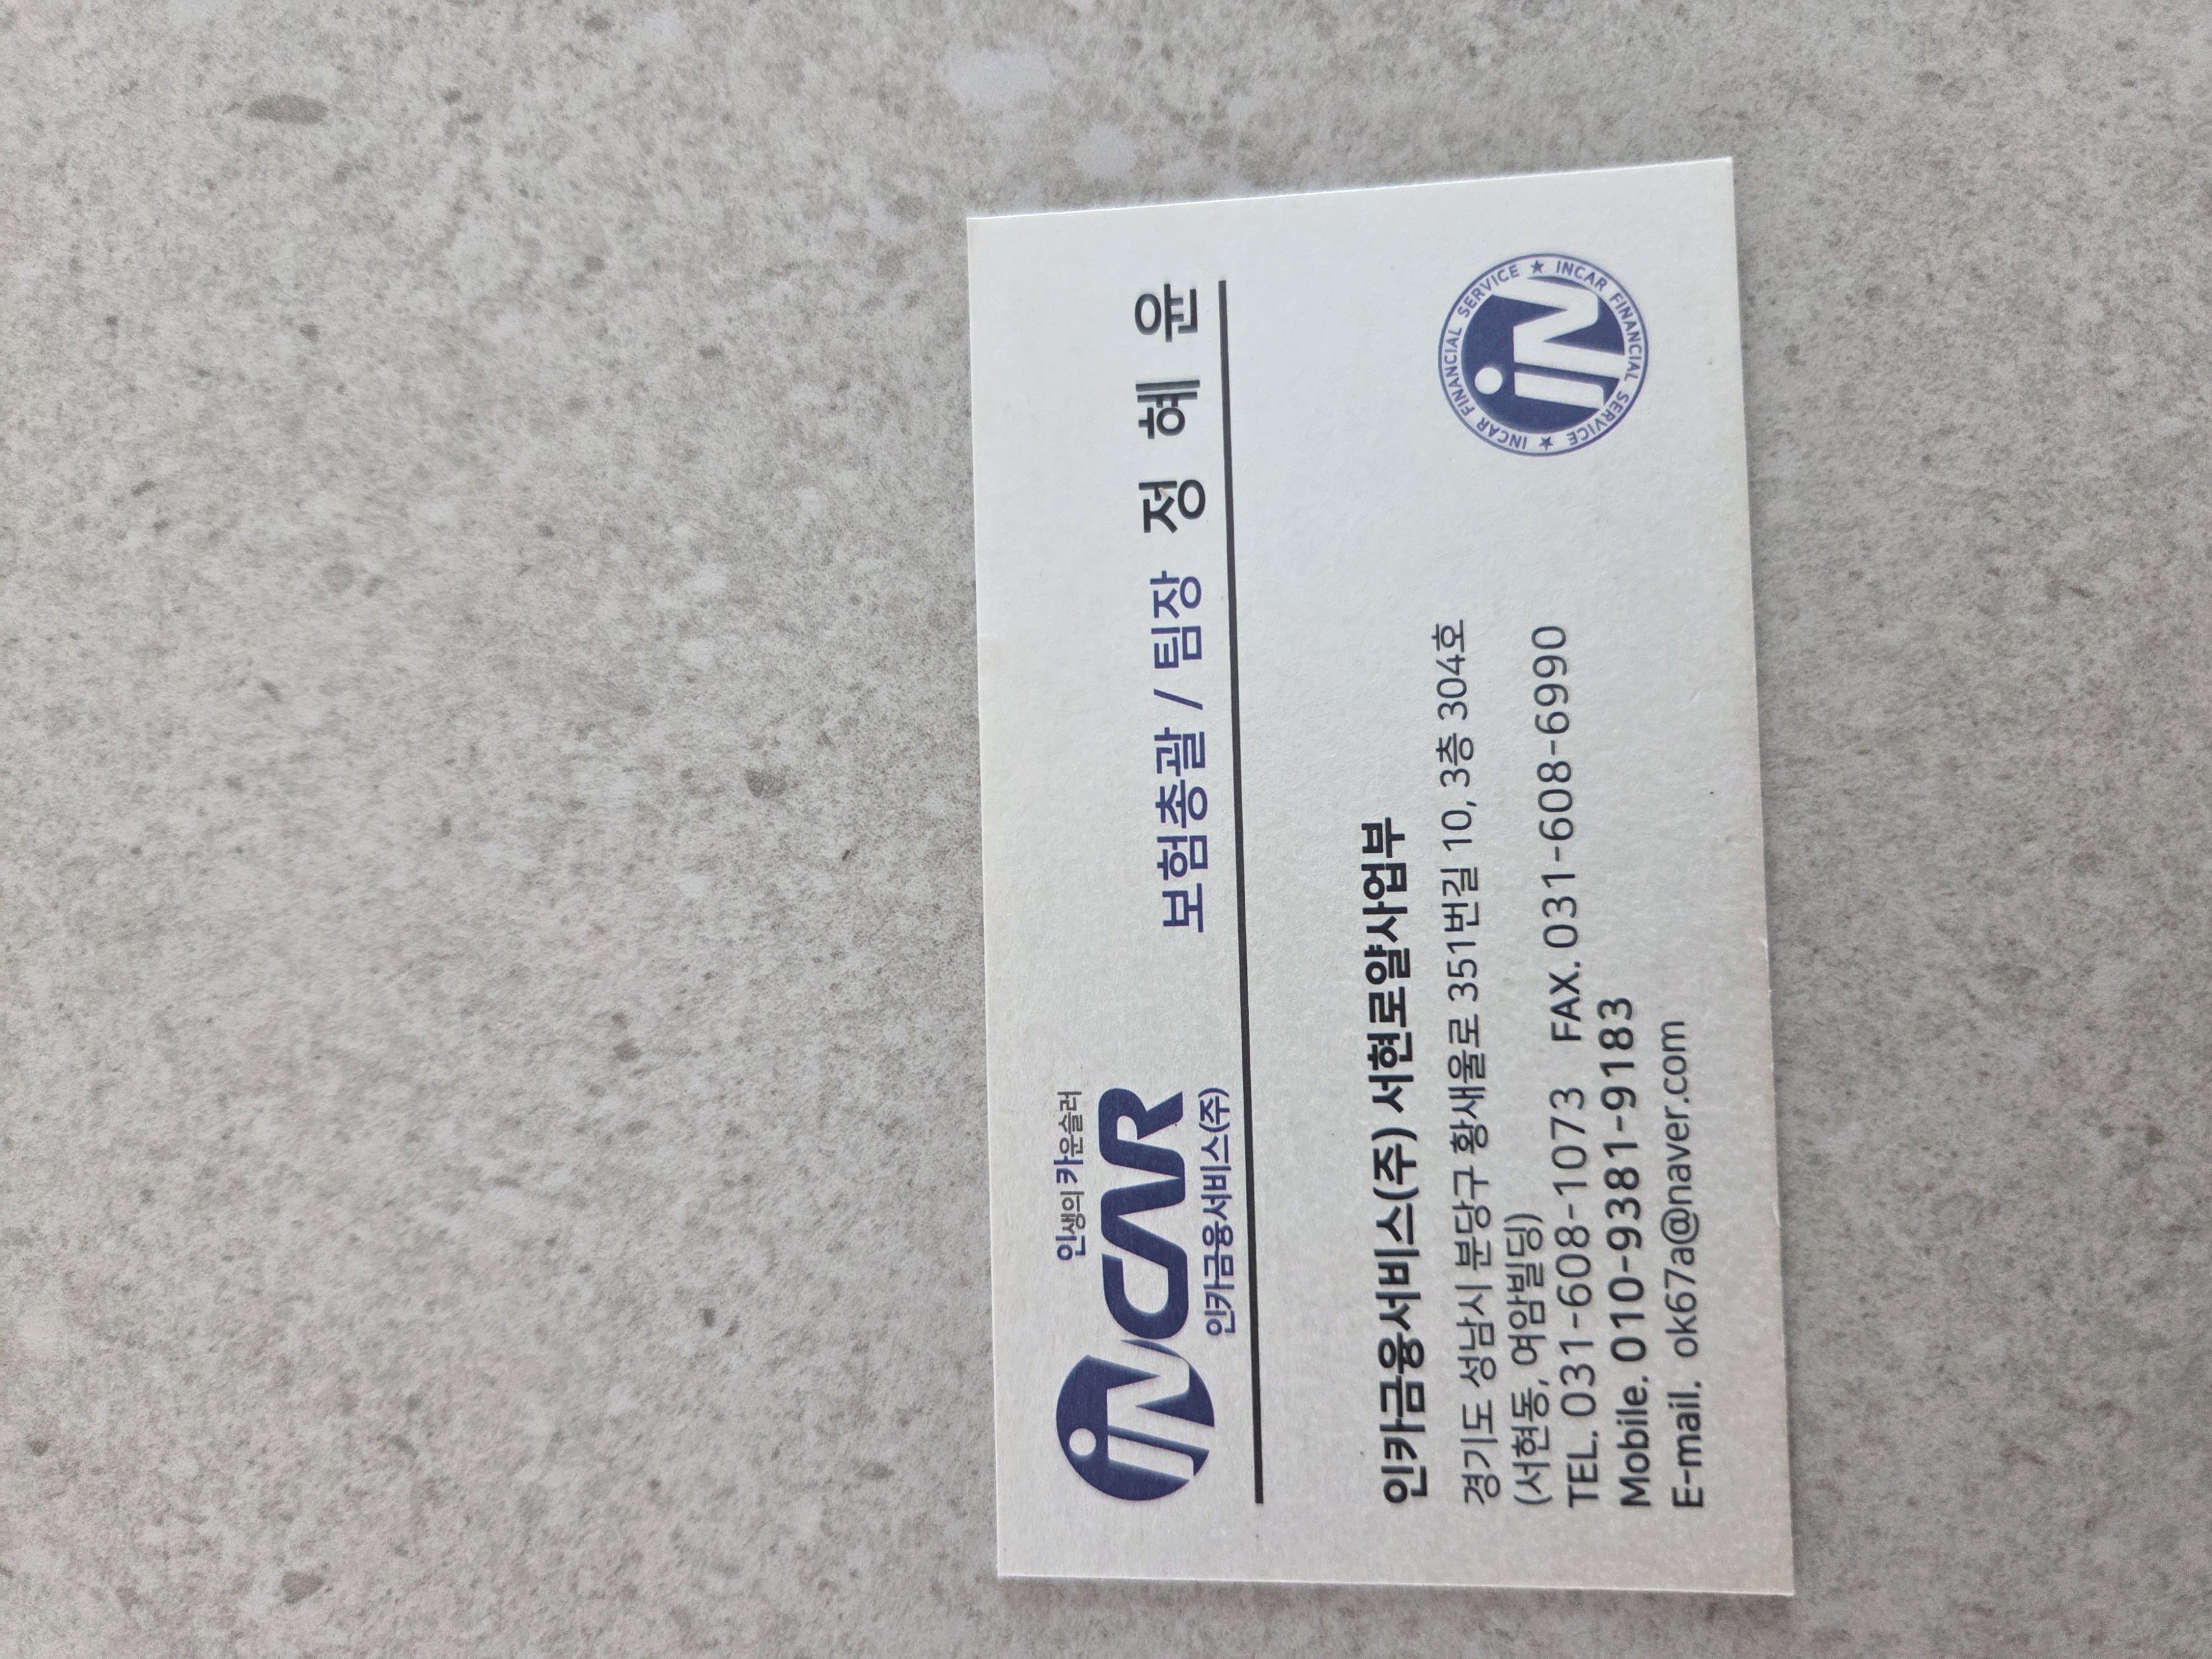 인생의 카운슬러
iN CAR
인카금융서비스(주)
보험총괄 / 팀장 정 혜 윤
인카금융서비스(주) 서현로얄사업부
경기도 성남시 분당구 황새울로 351번길 10, 3층 304호
(서현동, 여암빌딩)
TEL. 031-608-1073 FAX. 031-608-6990
Mobile. 010-9381-9183
E-mail. ok67a@naver.com
iN
INCAR FINANCIAL SERVICE ★ INCAR FINANCIAL SERVICE ★